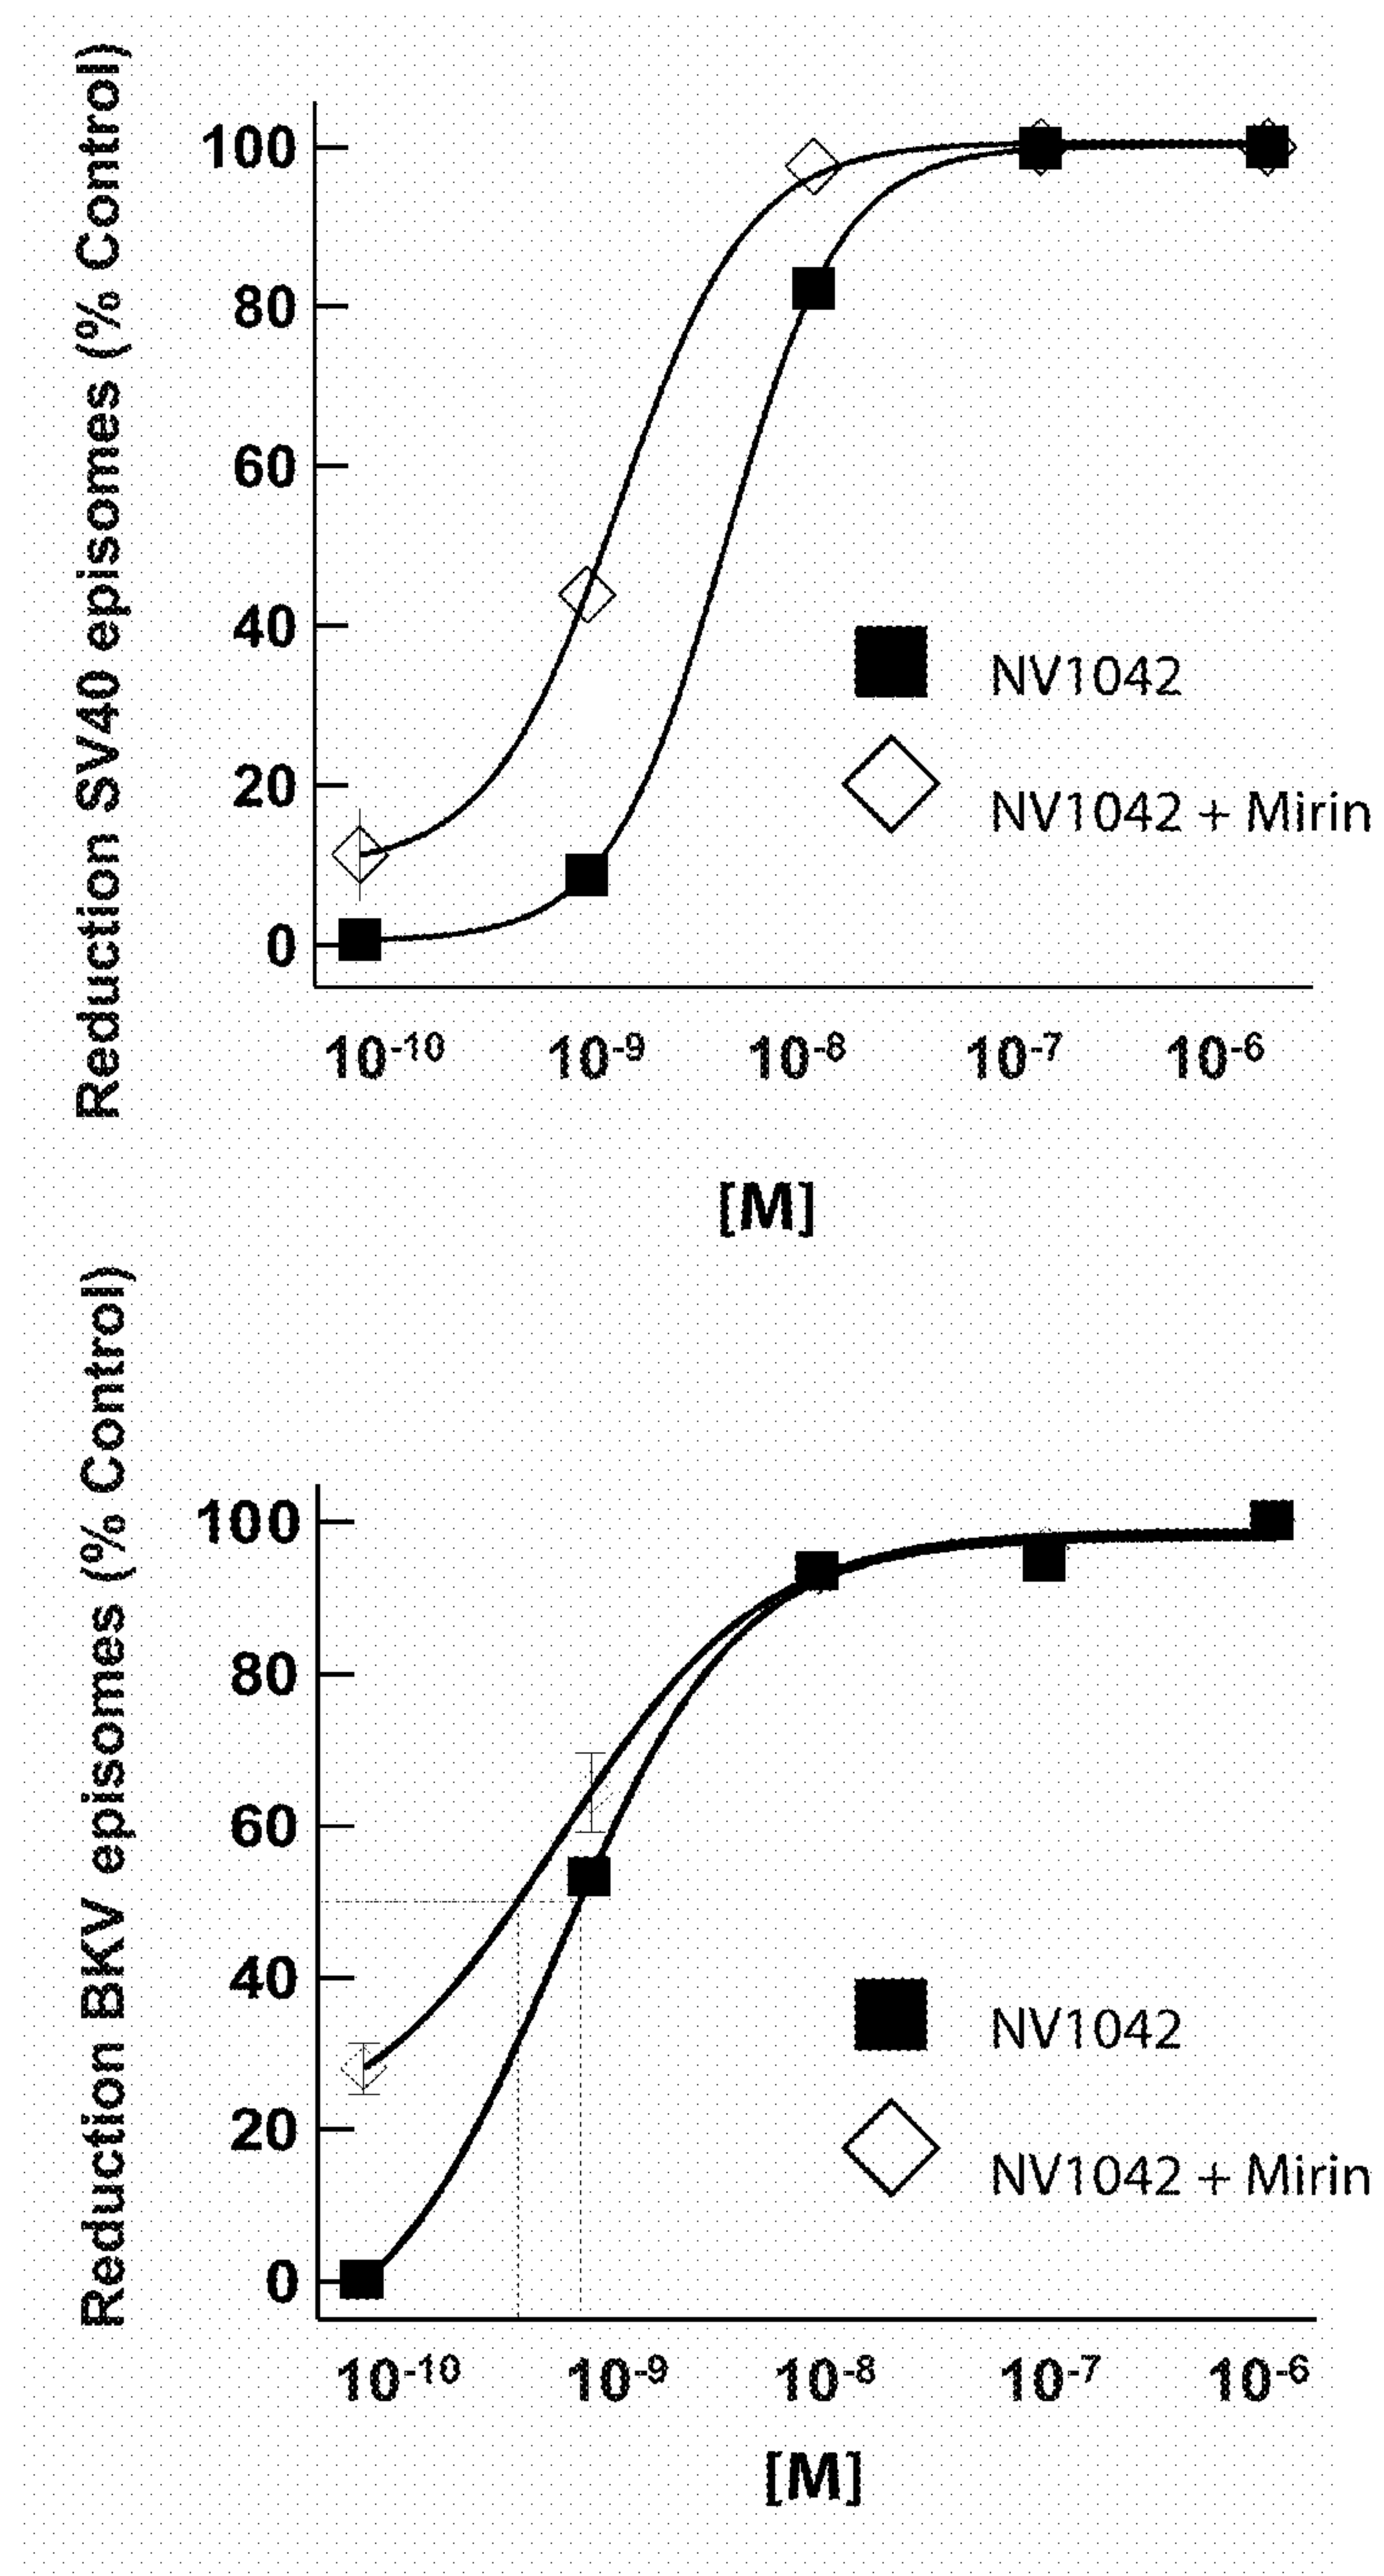 Reduction SV40 episomes (% Control)
100
80
60
40
20
0
NV1042
NV1042 + Mirin
10-10 10-9 10-8 10-7 10-6
[M]
Reduction BKV episomes (% Control)
100
80
60
40
20
0
NV1042
NV1042 + Mirin
10-10 10-9 10-8 10-7 10-6
[M]